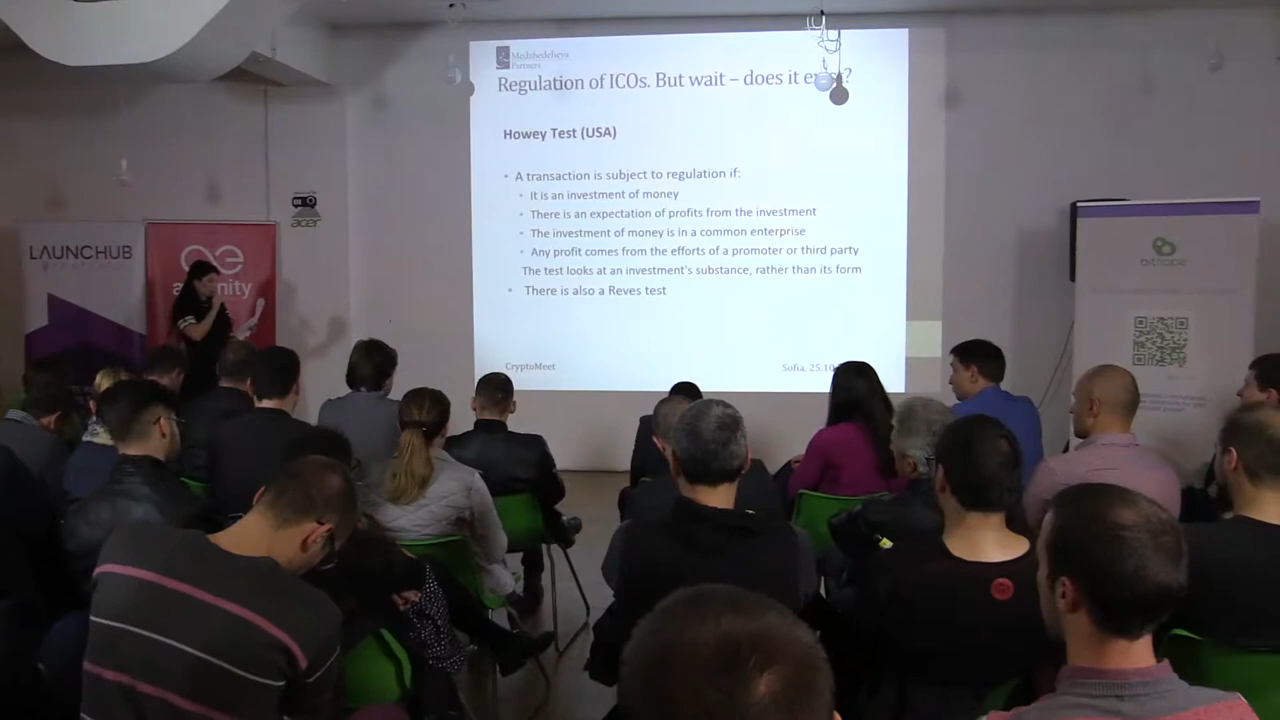 Medzhedelieva
Partners
Regulation of ICOs. But wait – does it
Howey Test (USA)
• A transaction is subject to regulation if:
• It is an investment of money
• There is an expectation of profits from the investment
• The investment of money is in a common enterprise
• Any profit comes from the efforts of a promoter or third party
The test looks at an investment's substance, rather than its form
• There is also a Reves test
CryptoMeet
Sofia, 25.10
LAUNCHUB
acer
bithope